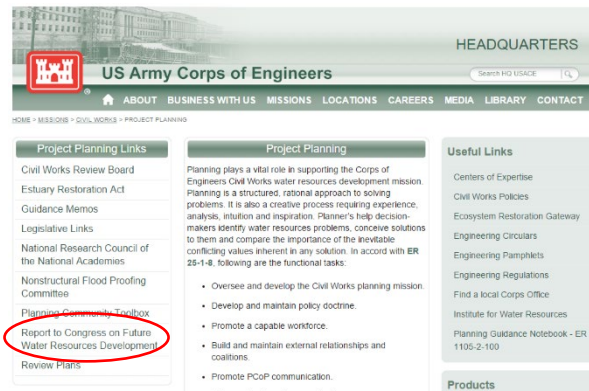 HEADQUARTERS
US Army Corps of Engineers
®
Search HQ USACE
ABOUT BUSINESS WITH US MISSIONS LOCATIONS CAREERS MEDIA LIBRARY CONTACT
HOME > MISSIONS > CIVIL WORKS > PROJECT PLANNING
Project Planning Links
Civil Works Review Board
Estuary Restoration Act
Guidance Memos
Legislative Links
National Research Council of
the National Academies
Nonstructural Flood Proofing
Committee
Planning Community Toolbox
Report to Congress on Future
Water Resources Development
Review Plans
Project Planning
Planning plays a vital role in supporting the Corps of
Engineers Civil Works water resources development mission.
Planning is a structured, rational approach to solving
problems. It is also a creative process requiring experience,
analysis, intuition and inspiration. Planner's help decision-
makers identify water resources problems, conceive solutions
to them and compare the importance of the inevitable
conflicting values inherent in any solution. In accord with ER
25-1-8, following are the functional tasks:
• Oversee and develop the Civil Works planning mission.
• Develop and maintain policy doctrine.
• Promote a capable workforce.
• Build and maintain external relationships and
coalitions.
• Promote PCoP communication.
Useful Links
Centers of Expertise
Civil Works Policies
Ecosystem Restoration Gateway
Engineering Circulars
Engineering Pamphlets
Engineering Regulations
Find a local Corps Office
Institute for Water Resources
Planning Guidance Notebook - ER
1105-2-100
Products